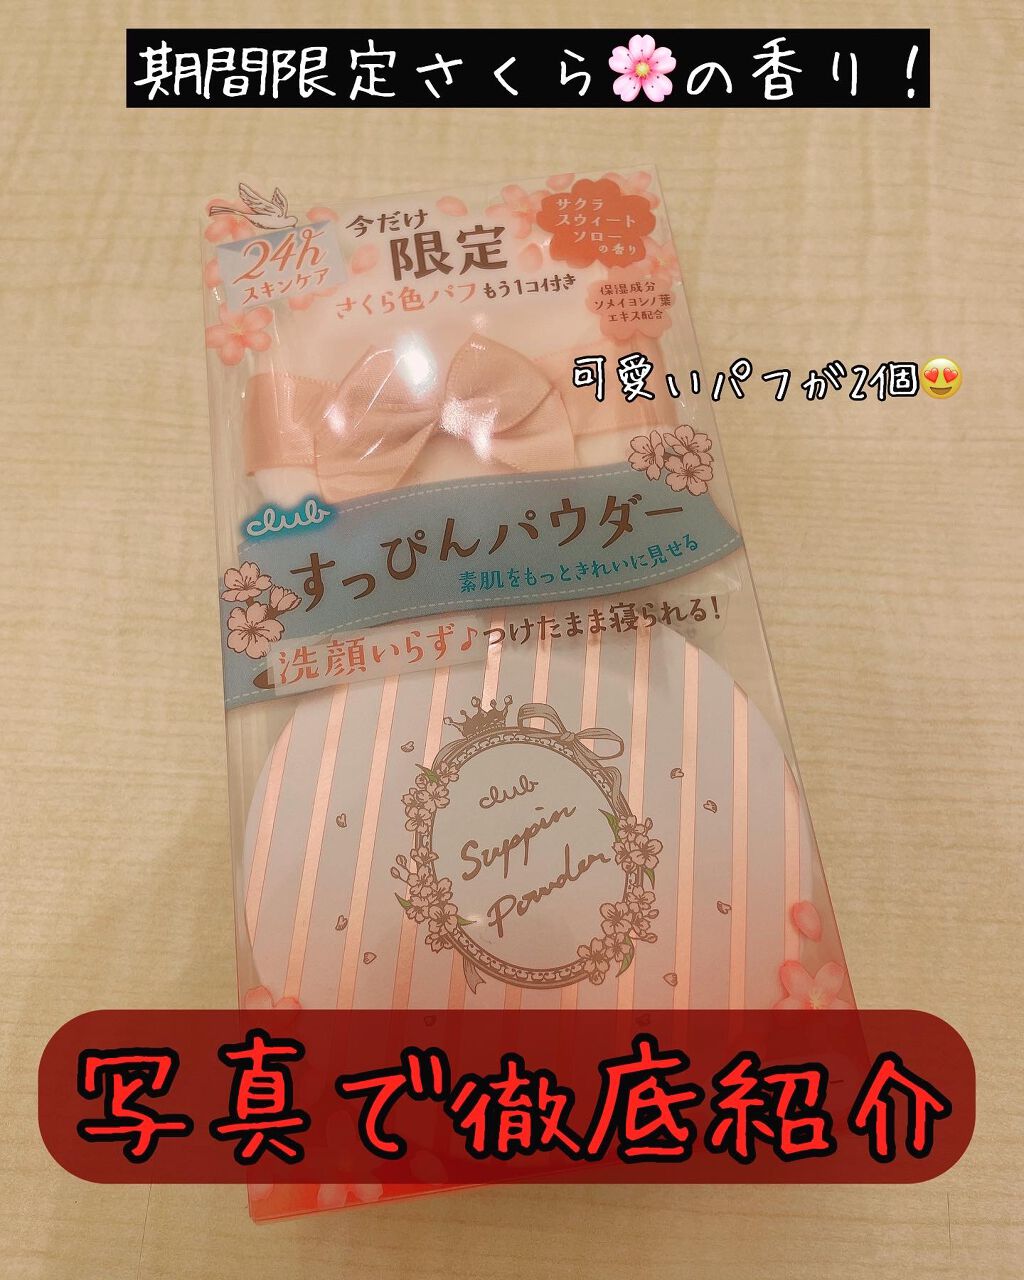 期間限定さくら🌸の香り！
24h
スキンケア
今だけ
限定
さくら色パフもう1コ付き
サクラ
スウィート
ソロー
の香り
保湿成分
ソメイヨシノ葉
エキス配合
可愛いパフが2個😍
club
すっぴんパウダー
素肌をもっときれいに見せる
洗顔いらず♪つけたまま寝られる！
club
Suppin
Powder
写真で徹底紹介